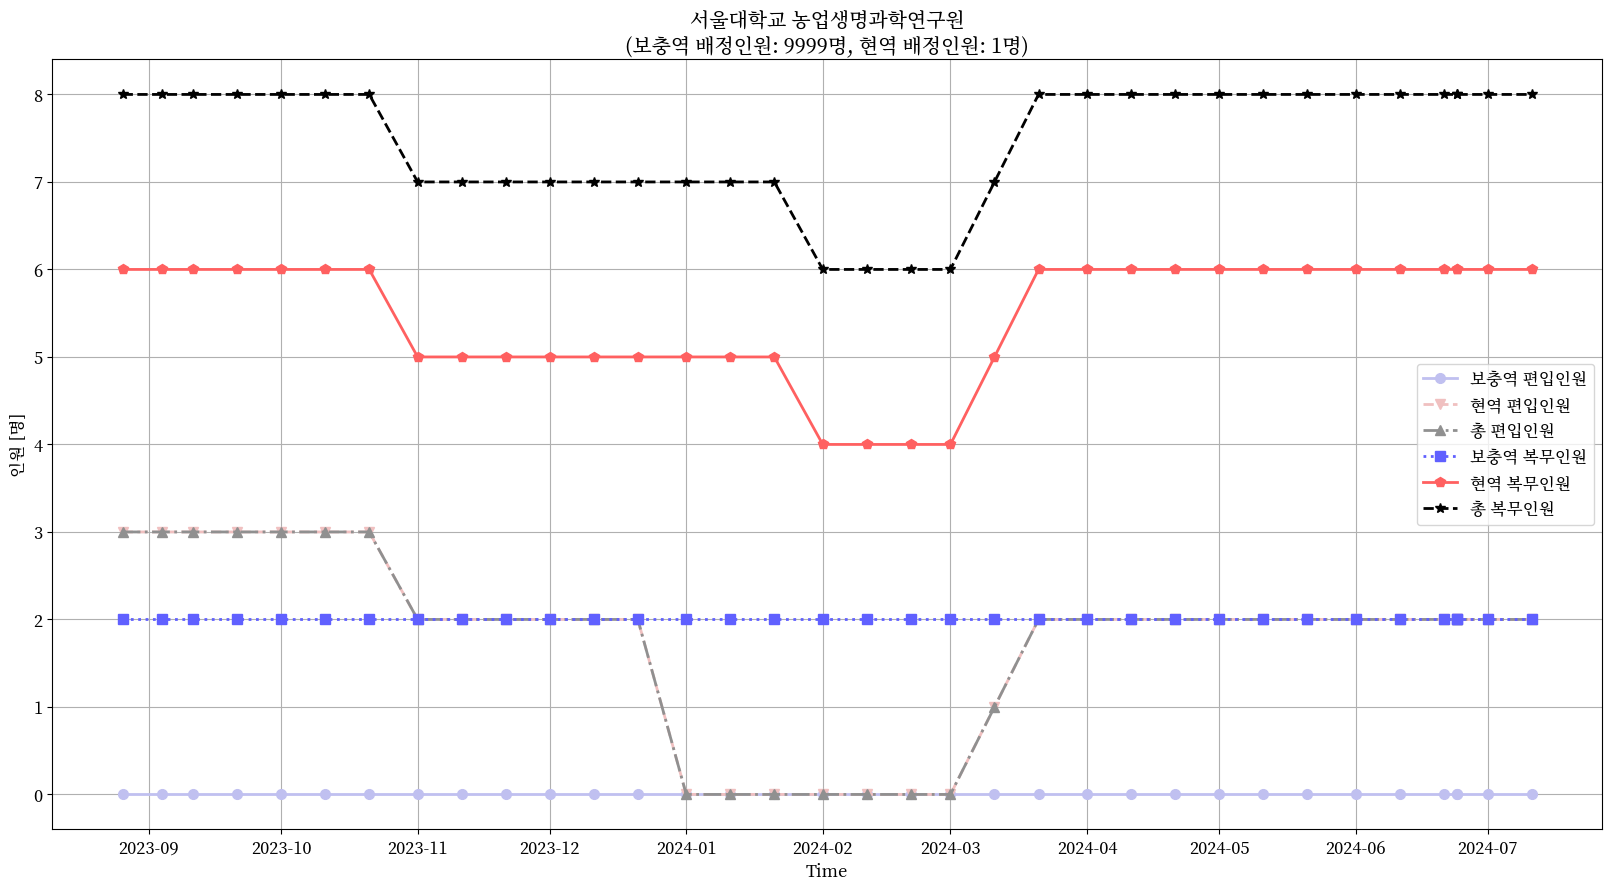 서울대학교 농업생명과학연구원
(보충역 배정인원: 9999명, 현역 배정인원: 1명)
인원 [명]
8
7
6
5
4
3
2
1
0
보충역 편입인원
현역 편입인원
총 편입인원
보충역 복무인원
현역 복무인원
총 복무인원
2023-09 2023-10 2023-11 2023-12 2024-01 2024-02 2024-03 2024-04 2024-05 2024-06 2024-07
Time